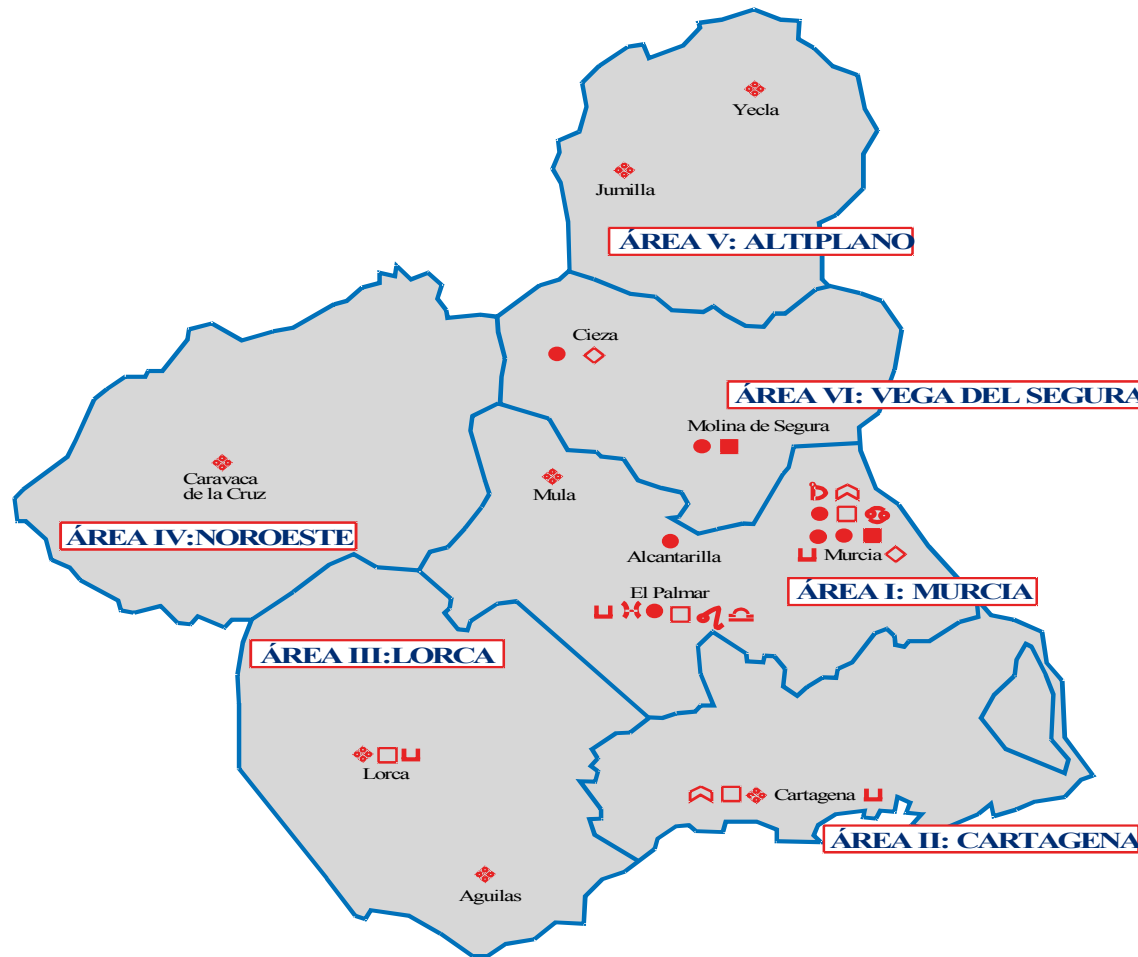 Yecla
Jumilla
ÁREA V: ALTIPLANO
Cieza
ÁREA VI: VEGA DEL SEGURA
Molina de Segura
Caravaca
de la Cruz
Mula
ÁREA IV:NOROESTE
Alcantarilla
Murcia
El Palmar
ÁREA I: MURCIA
ÁREA III:LORCA
Lorca
Cartagena
ÁREA II: CARTAGENA
Aguilas